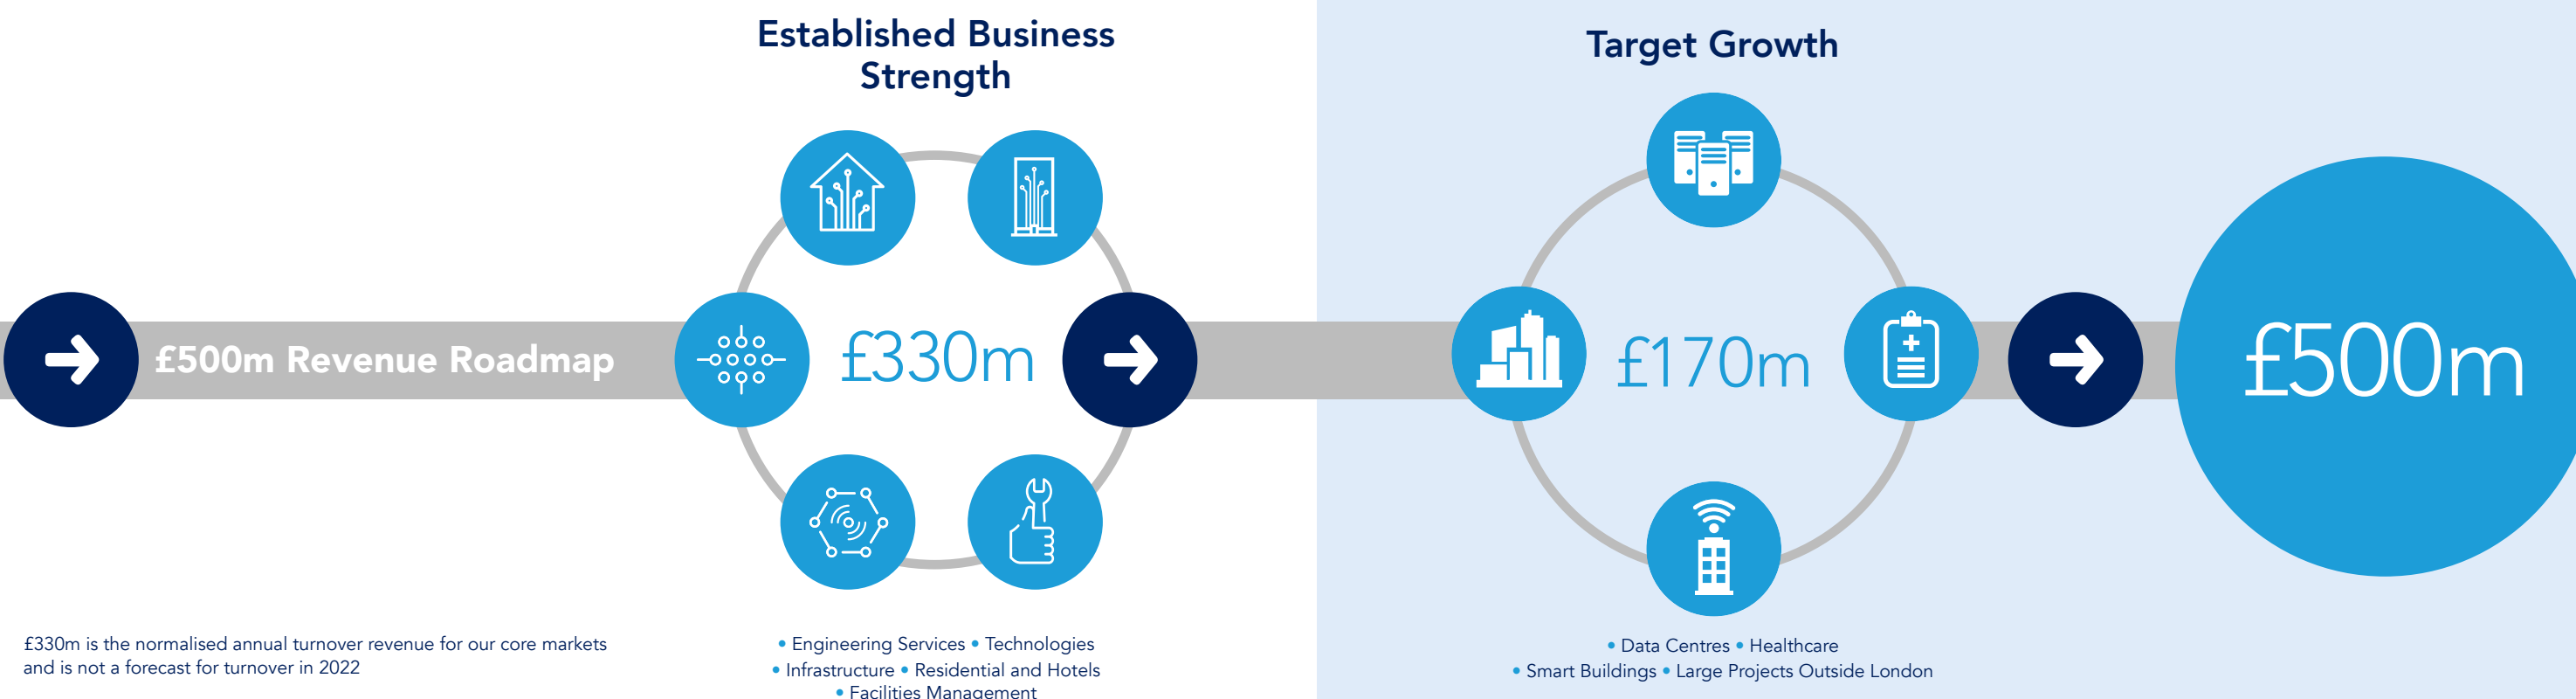 Established Business
Strength
Target Growth
£500m Revenue Roadmap
£330m
£170m
£500m
£330m is the normalised annual turnover revenue for our core markets
and is not a forecast for turnover in 2022
• Engineering Services • Technologies
• Infrastructure • Residential and Hotels
• Facilities Management
• Data Centres • Healthcare
• Smart Buildings • Large Projects Outside London